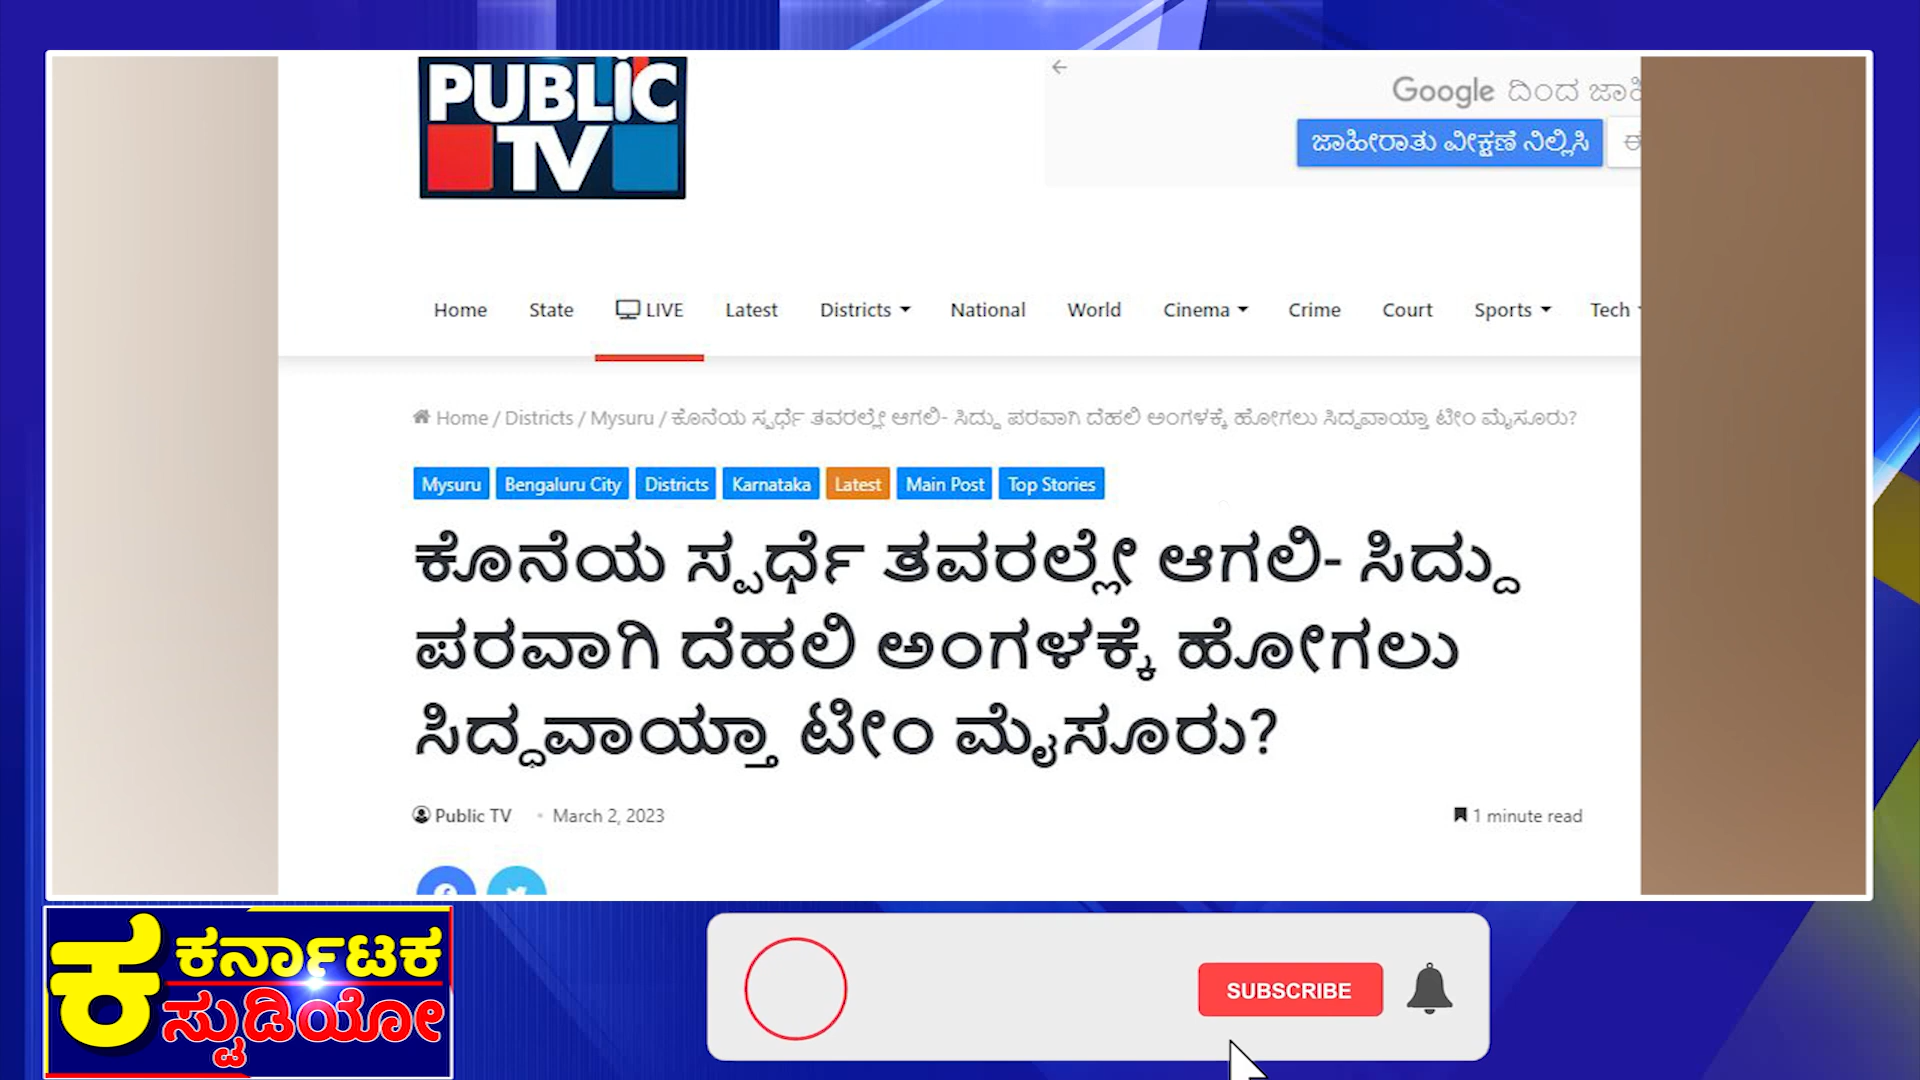 PUBLiC
TV
Google ದಿಂದ
ಜಾಹೀರಾತು ವೀಕ್ಷಣೆ ನಿಲ್ಲಿಸಿ
Home State LIVE Latest Districts National World Cinema Crime Court Sports Tech
Home / Districts / Mysuru / ಕೊನೆಯ ಸ್ಪರ್ಧೆ ತವರಲ್ಲೇ ಆಗಲಿ- ಸಿದ್ದು ಪರವಾಗಿ ದೆಹಲಿ ಅಂಗಳಕ್ಕೆ ಹೋಗಲು ಸಿದ್ಧವಾಯ್ತಾ ಟೀಂ ಮೈಸೂರು?
Mysuru Bengaluru City Districts Karnataka Latest Main Post Top Stories
ಕೊನೆಯ ಸ್ಪರ್ಧೆ ತವರಲ್ಲೇ ಆಗಲಿ- ಸಿದ್ದು
ಪರವಾಗಿ ದೆಹಲಿ ಅಂಗಳಕ್ಕೆ ಹೋಗಲು
ಸಿದ್ಧವಾಯ್ತಾ ಟೀಂ ಮೈಸೂರು?
Public TV • March 2, 2023 1 minute read
ಕ ಕರ್ನಾಟಕ
ಸ್ಟುಡಿಯೋ
SUBSCRIBE